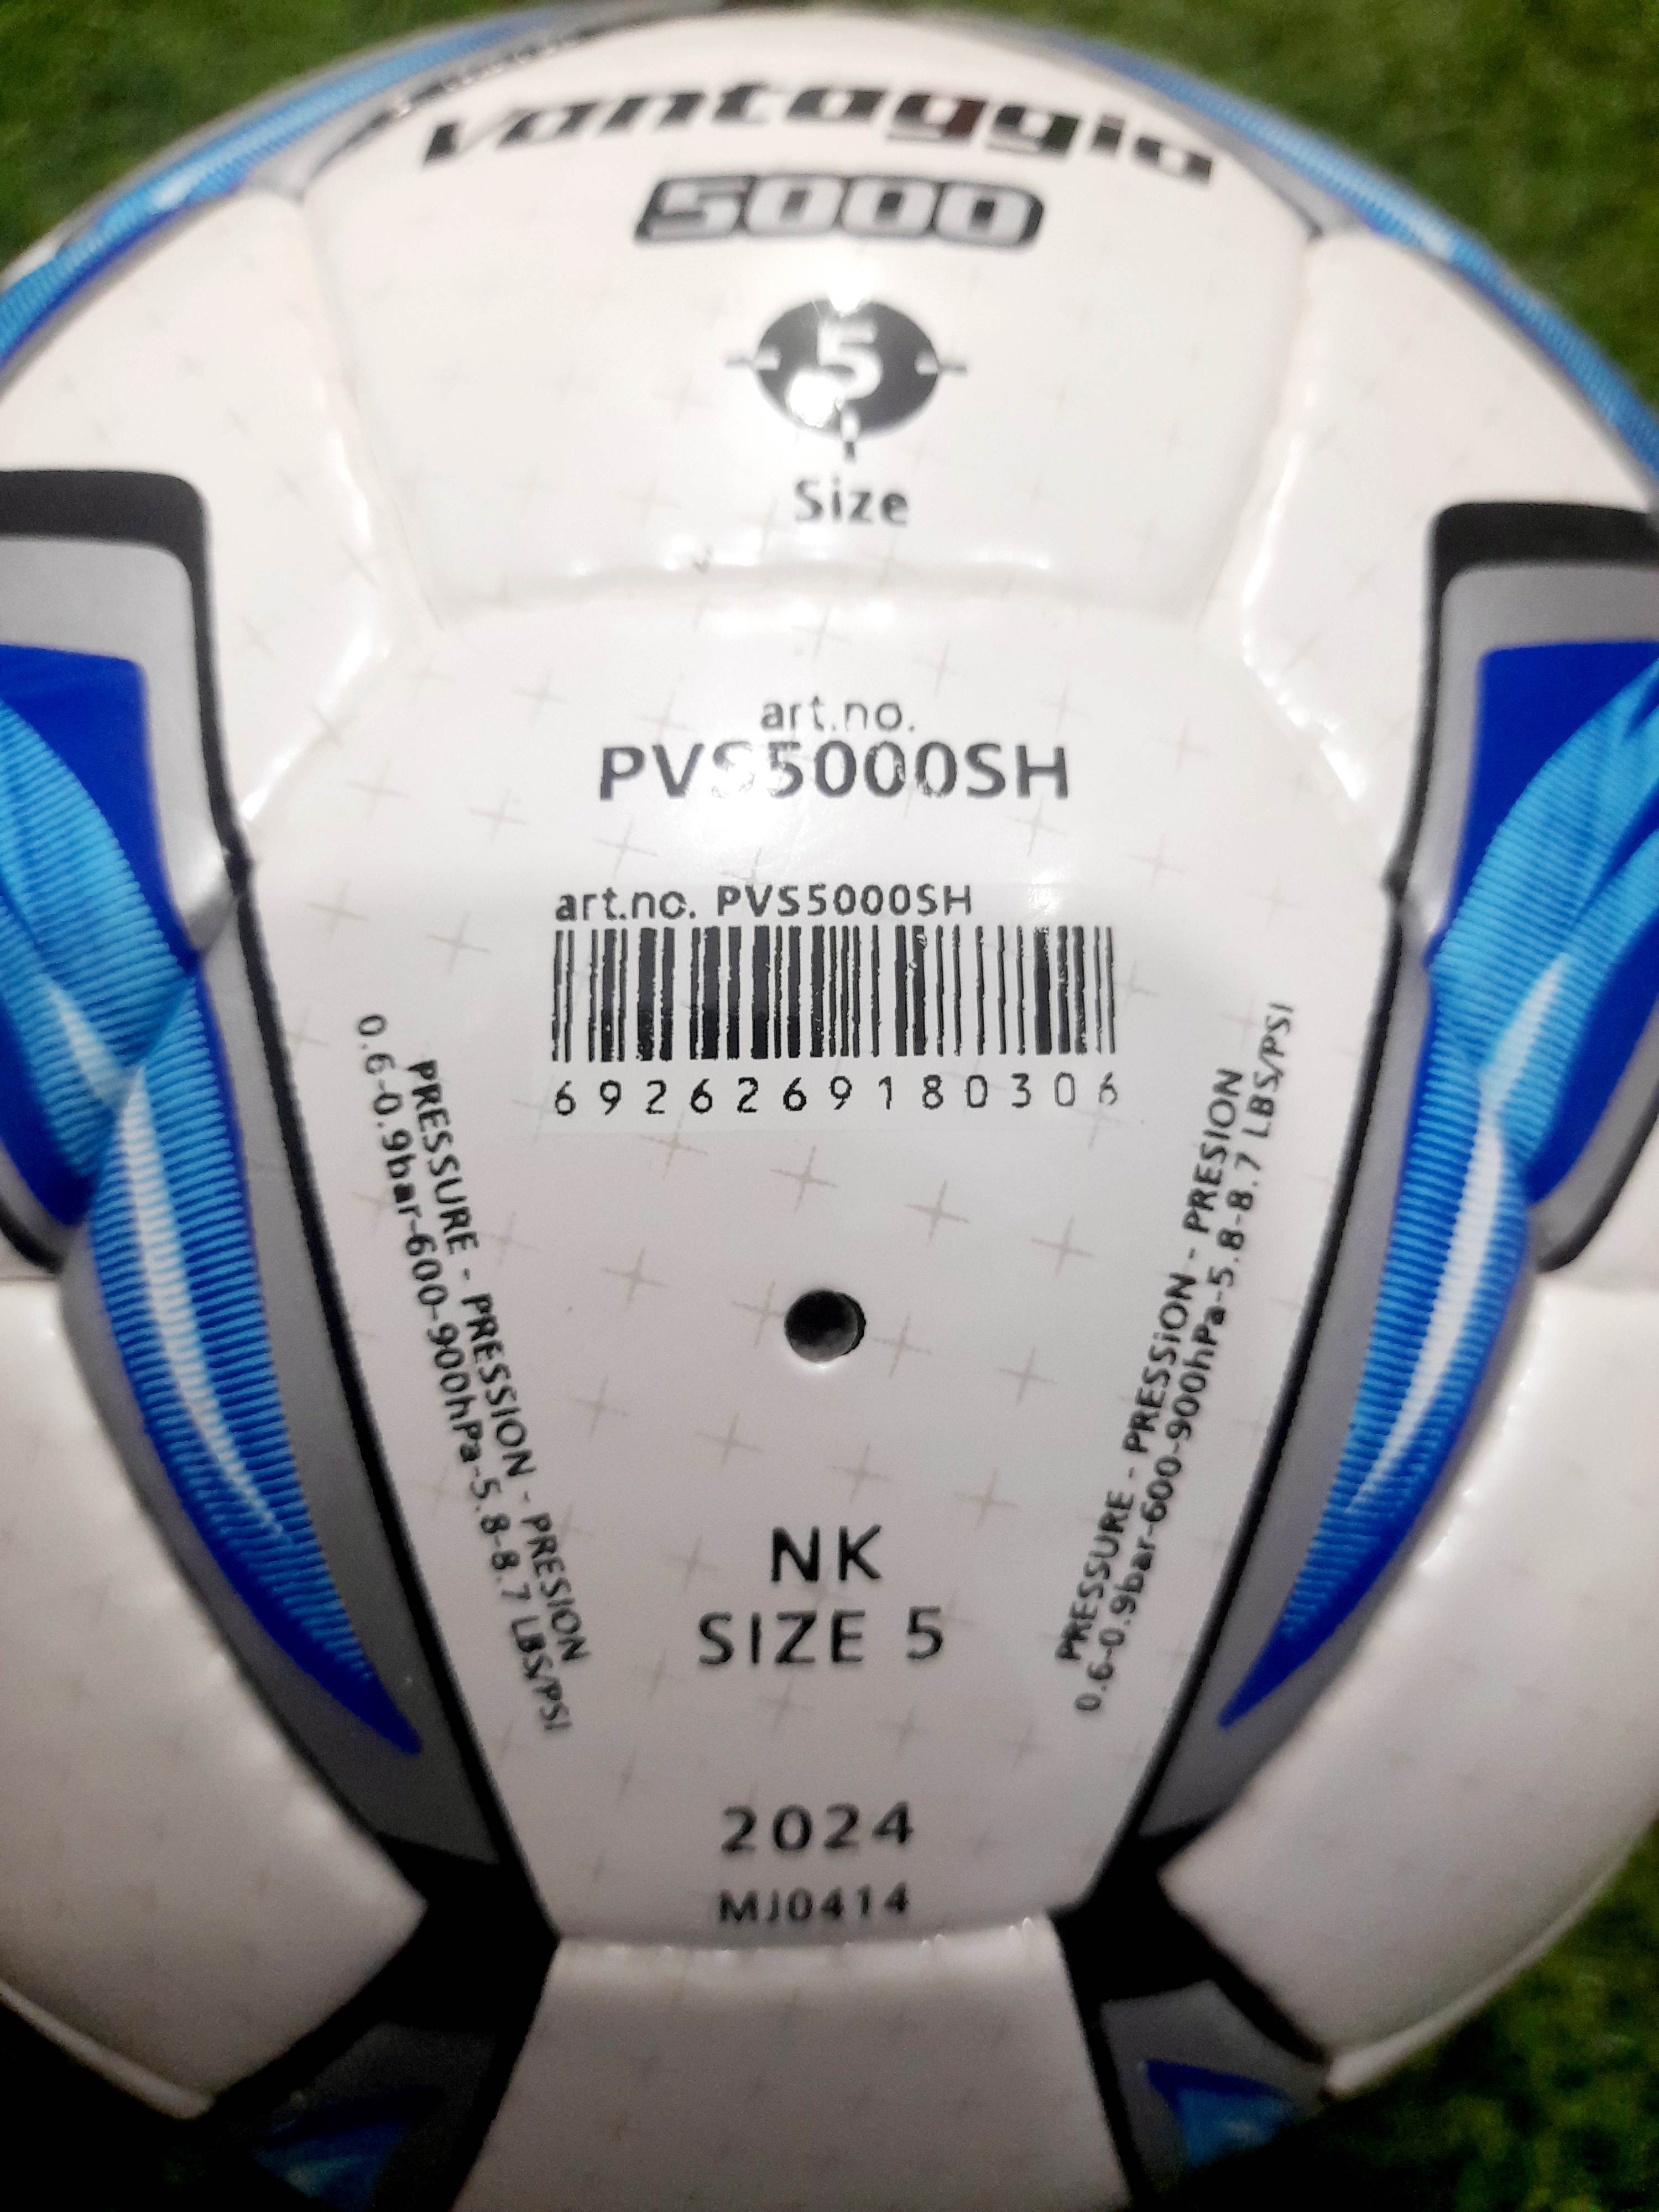 Vantaggio
5000
5
Size
art.no.
PVS5000SH
art.no. PVS5000SH
6926269180306
PRESSURE - PRESSION - PRESION
0.6-0.9bar-600-900hPa-5.8-8.7 LBS/PSI
PRESSURE - PRESSION - PRESION
0.6-0.9bar-600-900hPa-5.8-8.7 LBS/PSI
NK
SIZE 5
2024
MJ0414